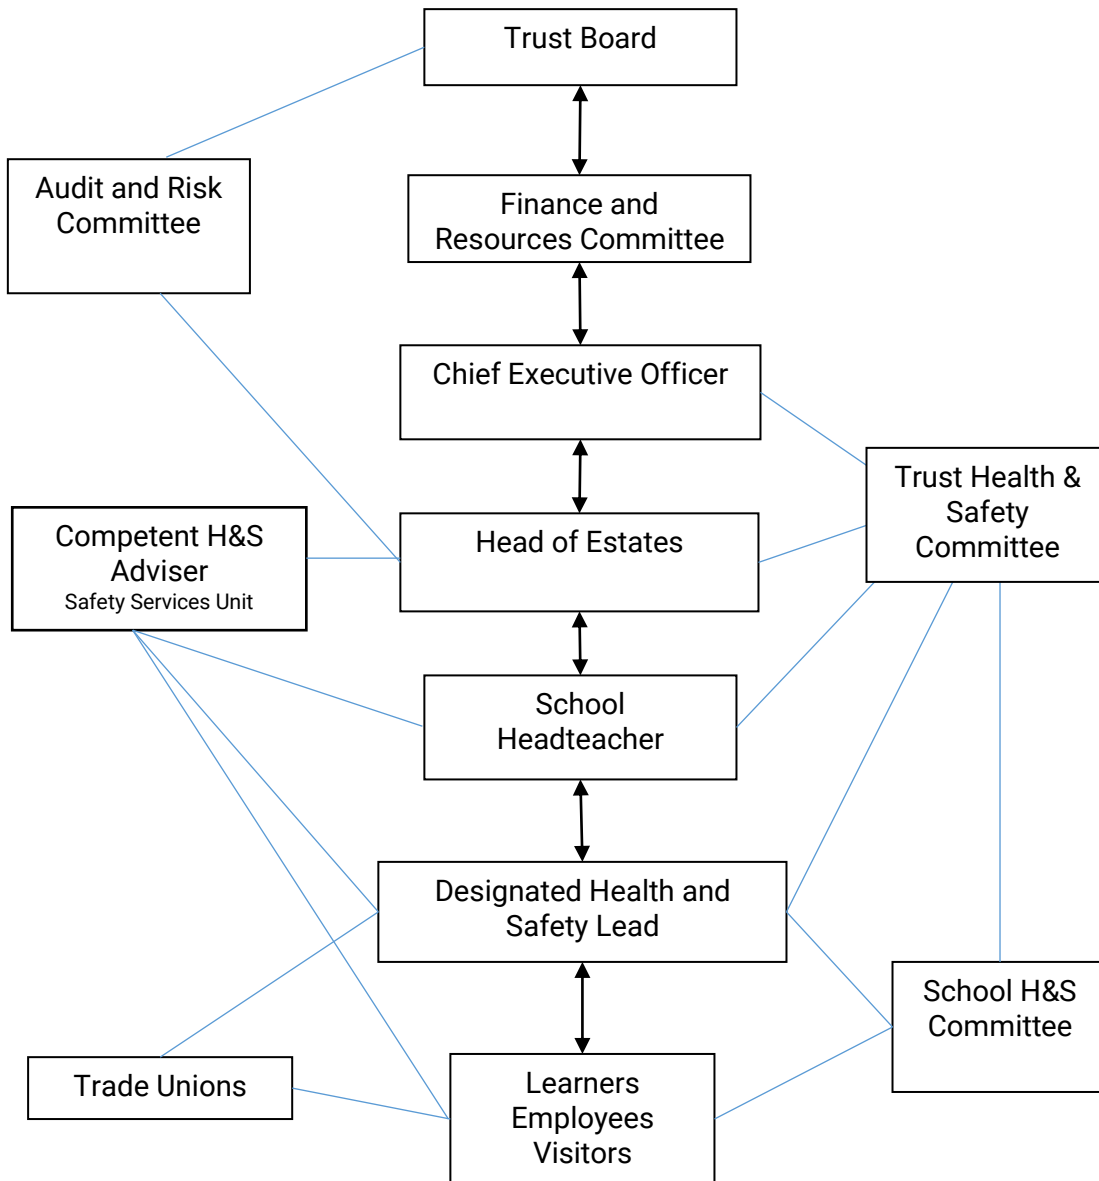 Trust Board
Audit and Risk
Committee
Finance and
Resources Committee
Chief Executive Officer
Trust Health &
Safety
Committee
Competent H&S
Adviser
Safety Services Unit
Head of Estates
School
Headteacher
Designated Health and
Safety Lead
School H&S
Committee
Trade Unions
Learners
Employees
Visitors